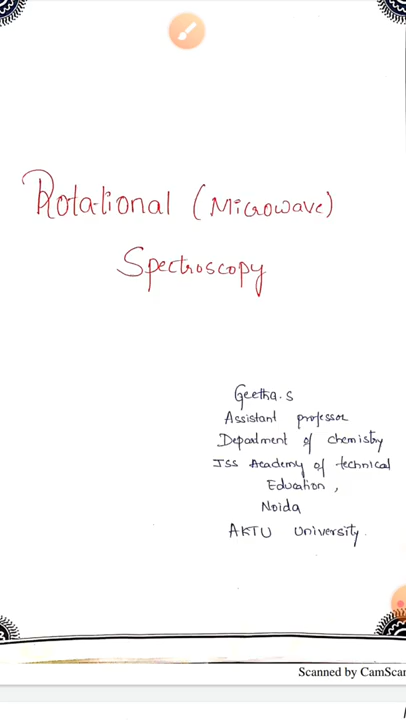 Rotational (Microwave)
Spectroscopy
Geetha.S
Assistant professor
Department of chemistry
JSS Academy of technical
Education,
Noida
AKTU University.
Scanned by CamScan